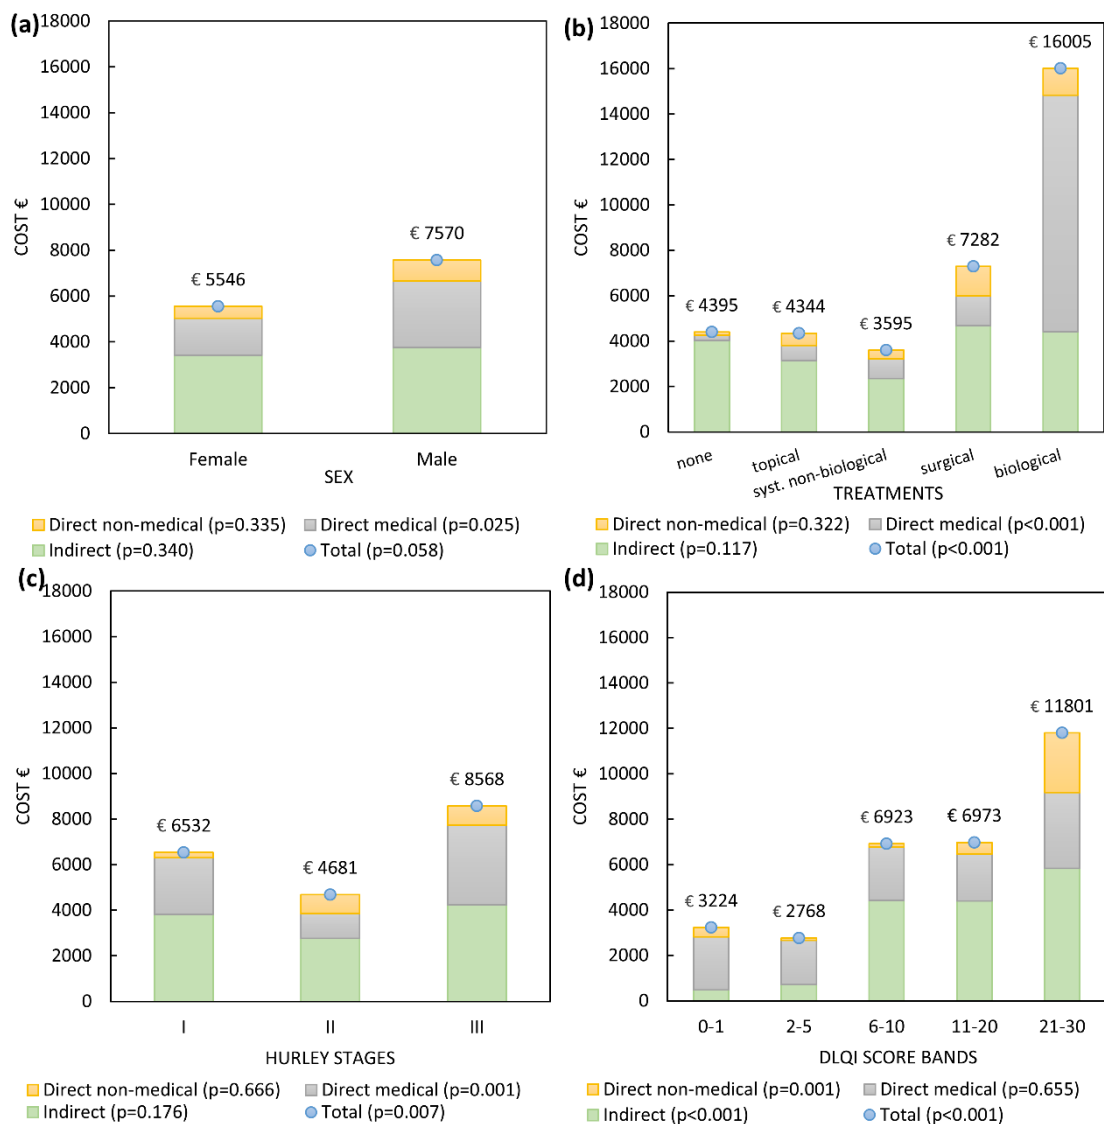 (a)
18000
16000
14000
12000
10000
8000
6000
4000
2000
0
COST €
€ 5546
€ 7570
Female
Male
SEX
Direct non-medical (p=0.335)
Direct medical (p=0.025)
Indirect (p=0.340)
Total (p=0.058)
(b)
18000
16000
14000
12000
10000
8000
6000
4000
2000
0
COST €
€ 4395
€ 4344
€ 3595
€ 7282
€ 16005
none
topical
syst. non-biological
surgical
biological
TREATMENTS
Direct non-medical (p=0.322)
Direct medical (p<0.001)
Indirect (p=0.117)
Total (p<0.001)
(c)
18000
16000
14000
12000
10000
8000
6000
4000
2000
0
COST €
€ 6532
€ 4681
€ 8568
I
II
III
HURLEY STAGES
Direct non-medical (p=0.666)
Direct medical (p=0.001)
Indirect (p=0.176)
Total (p=0.007)
(d)
18000
16000
14000
12000
10000
8000
6000
4000
2000
0
COST €
€ 3224
€ 2768
€ 6923
€ 6973
€ 11801
0-1
2-5
6-10
11-20
21-30
DLQI SCORE BANDS
Direct non-medical (p=0.001)
Direct medical (p=0.655)
Indirect (p<0.001)
Total (p<0.001)